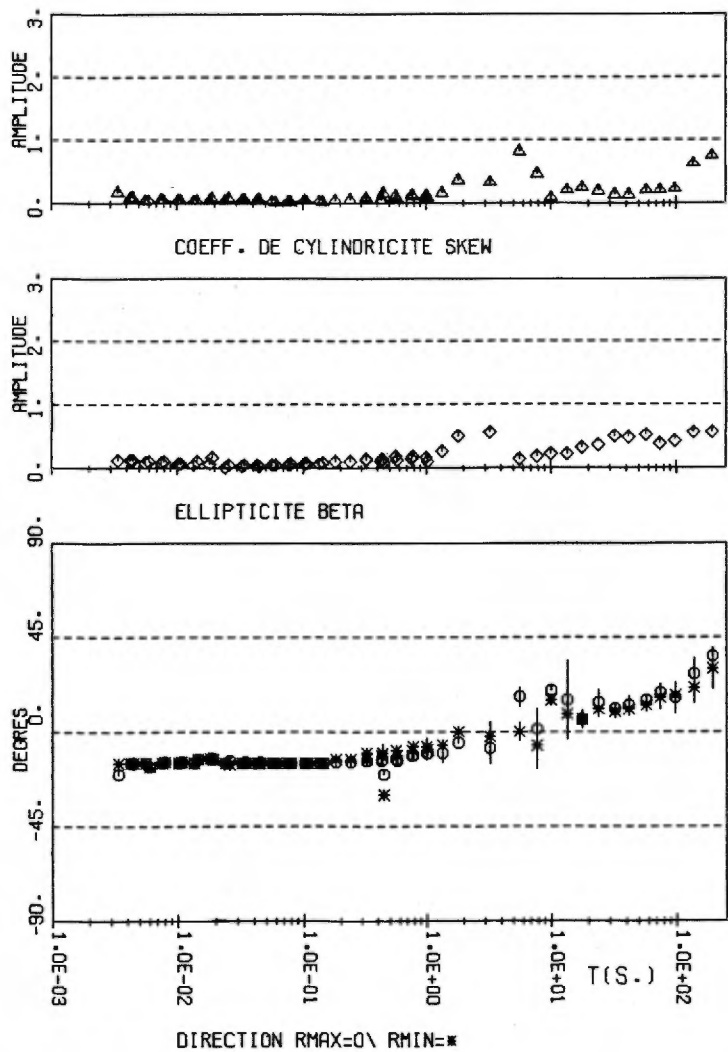 3.
2.
1.
0.
AMPLITUDE
COEFF. DE CYLINDRICITE SKEW
3.
2.
1.
0.
AMPLITUDE
ELLIPTICITE BETA
90.
45.
0.
-45.
-90.
DEGRES
1.0E-03
1.0E-02
1.0E-01
1.0E+00
1.0E+01
1.0E+02
T(S.)
DIRECTION RMAX=O\ RMIN=*